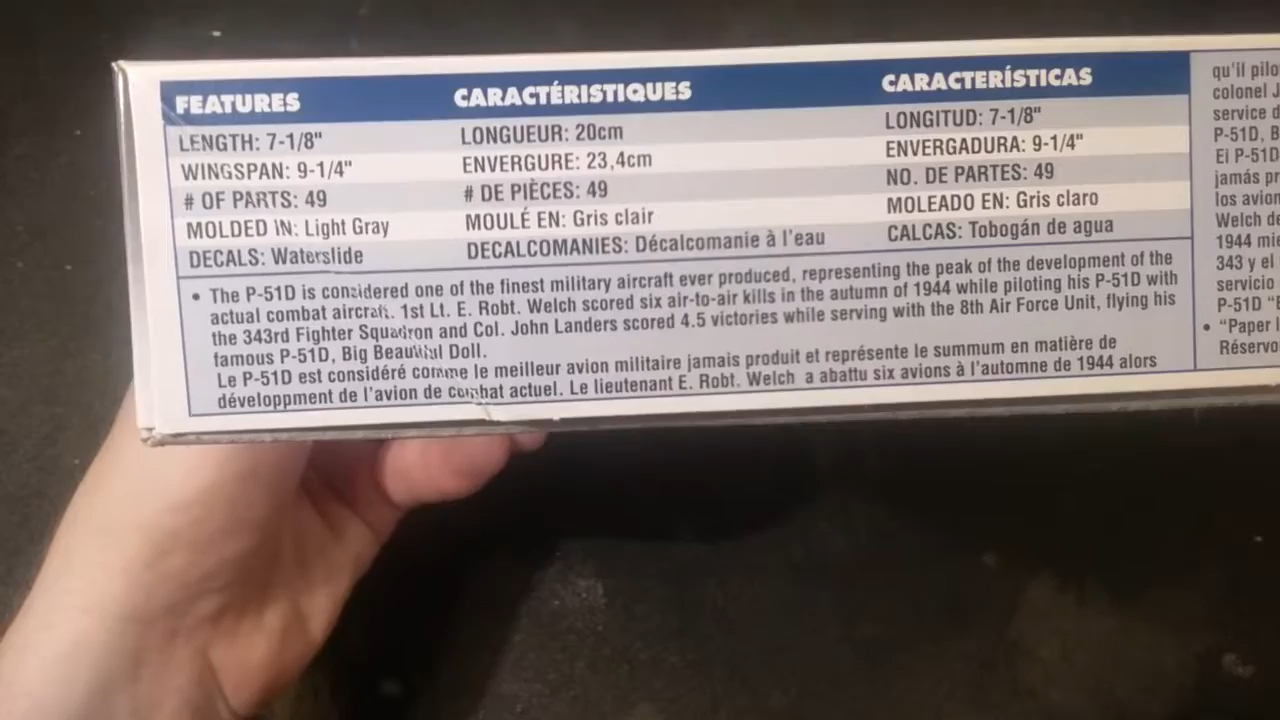 FEATURES
LENGTH: 7-1/8"
WINGSPAN: 9-1/4"
# OF PARTS: 49
MOLDED IN: Light Gray
DECALS: Waterslide
CARACTÉRISTIQUES
LONGUEUR: 20cm
ENVERGURE: 23,4cm
# DE PIÈCES: 49
MOULÉ EN: Gris clair
DECALCOMANIES: Décalcomanie à l'eau
CARACTERÍSTICAS
LONGITUD: 7-1/8"
ENVERGADURA: 9-1/4"
NO. DE PARTES: 49
MOLEADO EN: Gris claro
CALCAS: Tobogán de agua
• The P-51D is considered one of the finest military aircraft ever produced, representing the peak of the development of the
actual combat aircraft. 1st Lt. E. Robt. Welch scored six air-to-air kills in the autumn of 1944 while piloting his P-51D with
the 343rd Fighter Squadron and Col. John Landers scored 4.5 victories while serving with the 8th Air Force Unit, flying his
famous P-51D, Big Beautiful Doll.
Le P-51D est considéré comme le meilleur avion militaire jamais produit et représente le summum en matière de
développment de l'avion de combat actuel. Le lieutenant E. Robt. Welch a abattu six avions à l'automne de 1944 alors
qu'il pilo
colonel J
service d
P-51D, B
El P-51D
jamás pr
los avion
Welch de
1944 mie
343 y el
servicio
P-51D "
• "Paper
Réservo